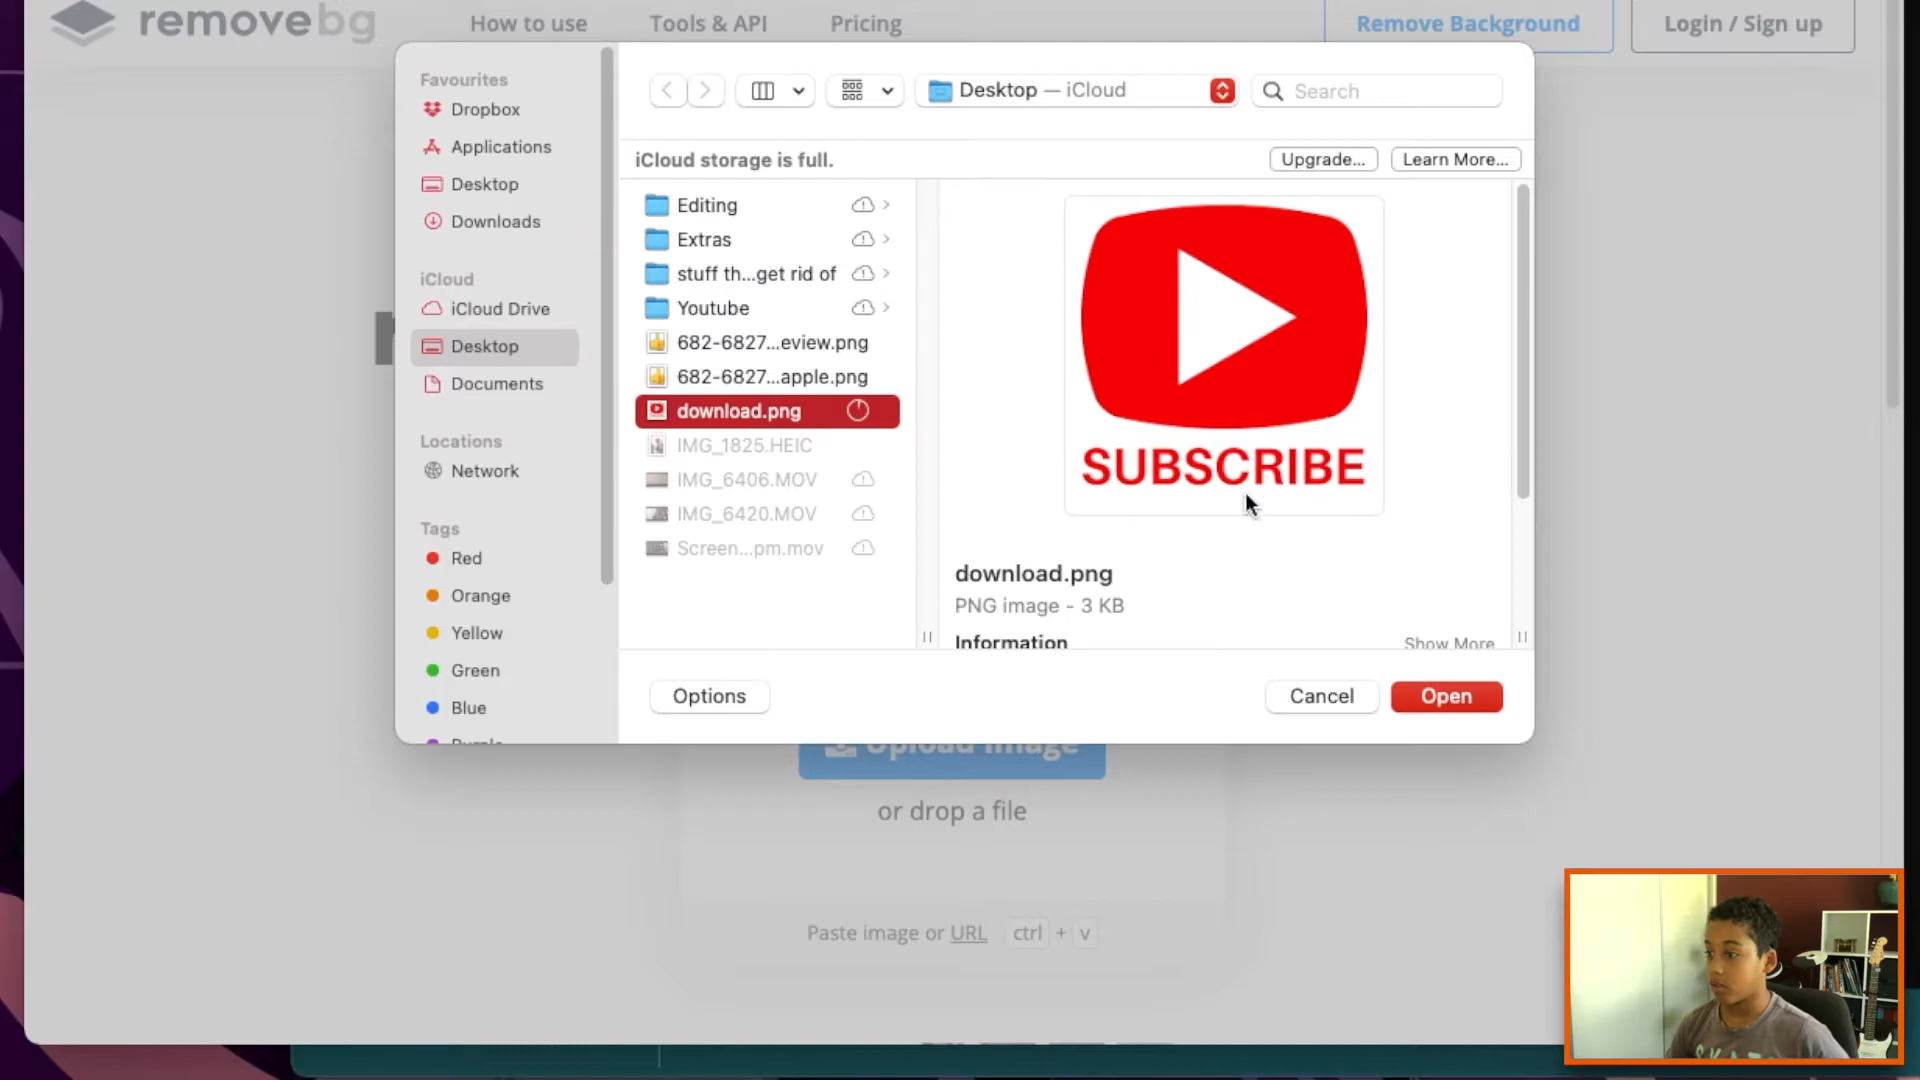 removebg
How to use
Tools & API
Pricing
Remove Background
Login / Sign up
Favourites
Dropbox
Applications
Desktop
Downloads
iCloud
iCloud Drive
Desktop
Documents
Locations
Network
Tags
Red
Orange
Yellow
Green
Blue
Purple
Desktop — iCloud
Search
iCloud storage is full.
Upgrade...
Learn More...
Editing
Extras
stuff th...get rid of
Youtube
682-6827...eview.png
682-6827...apple.png
download.png
IMG_1825.HEIC
IMG_6406.MOV
IMG_6420.MOV
Screen...pm.mov
SUBSCRIBE
download.png
PNG image - 3 KB
Information
Show More
Options
Cancel
Open
Upload Image
or drop a file
Paste image or URL ctrl + v